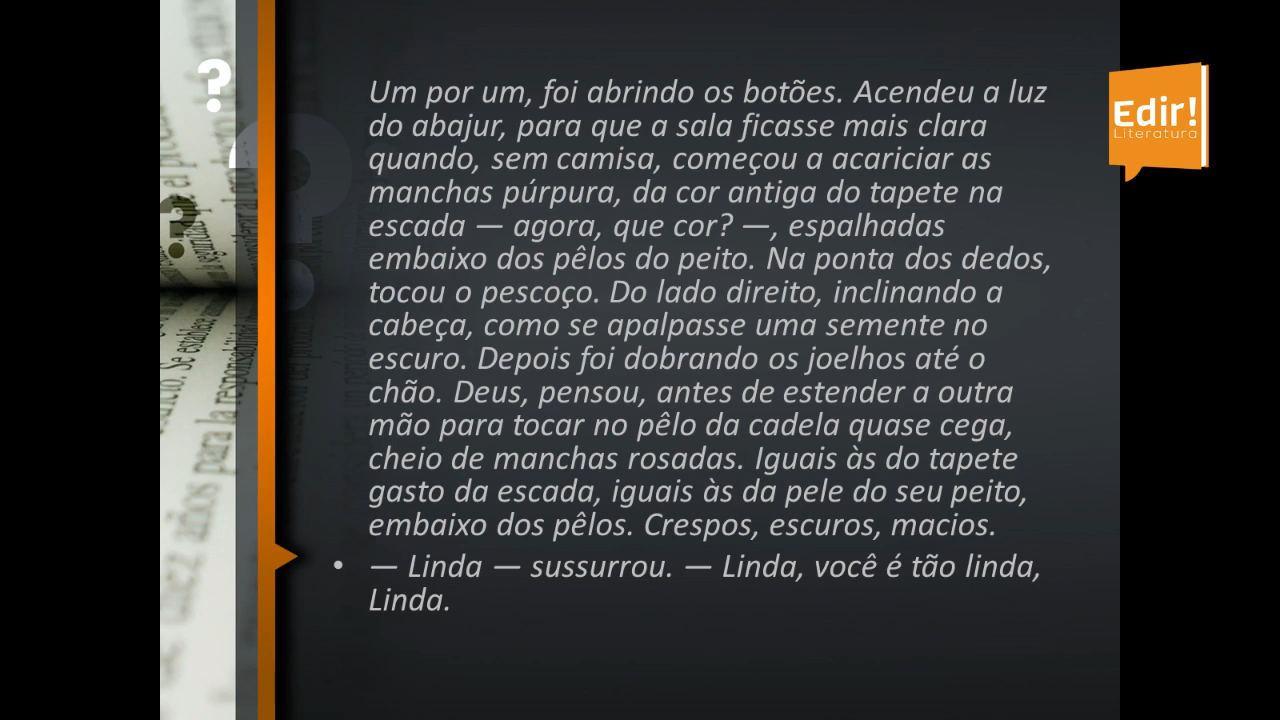 Um por um, foi abrindo os botões. Acendeu a luz
do abajur, para que a sala ficasse mais clara
quando, sem camisa, começou a acariciar as
manchas púrpura, da cor antiga do tapete na
escada — agora, que cor? —, espalhadas
embaixo dos pêlos do peito. Na ponta dos dedos,
tocou o pescoço. Do lado direito, inclinando a
cabeça, como se apalpasse uma semente no
escuro. Depois foi dobrando os joelhos até o
chão. Deus, pensou, antes de estender a outra
mão para tocar no pêlo da cadela quase cega,
cheio de manchas rosadas. Iguais às do tapete
gasto da escada, iguais às da pele do seu peito,
embaixo dos pêlos. Crespos, escuros, macios.
• — Linda — sussurrou. — Linda, você é tão linda,
Linda.
Edir!
Literatura
?
?
para la
años